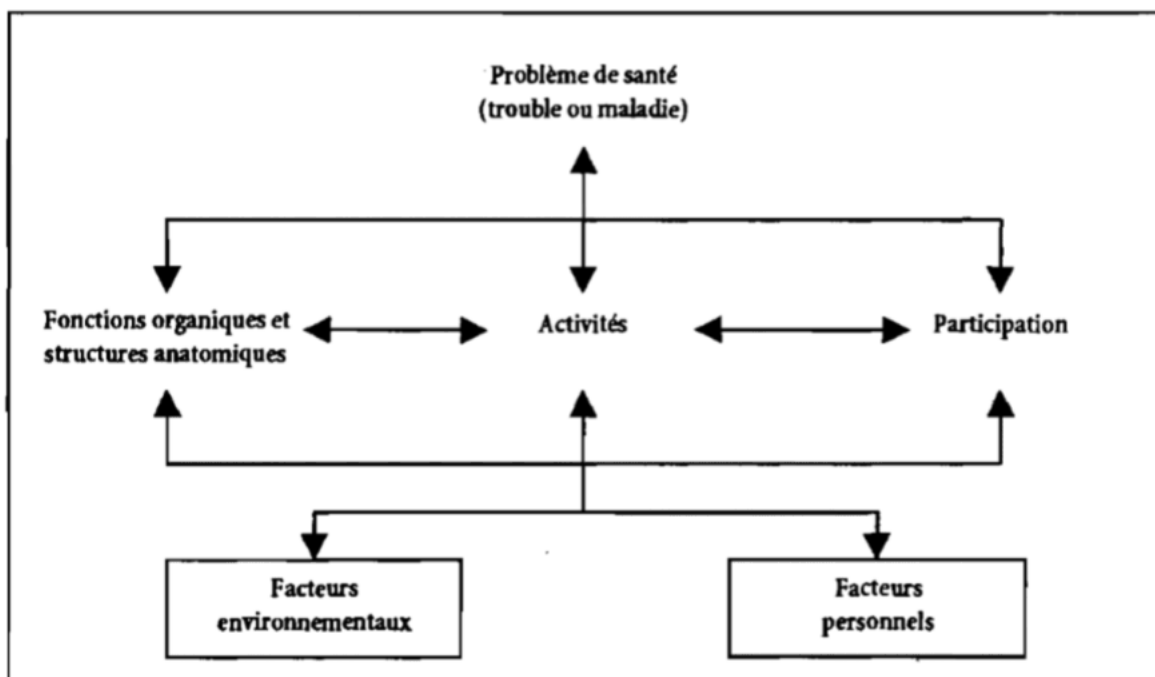 Problème de santé
(trouble ou maladie)
Fonctions organiques et
structures anatomiques
Activités
Participation
Facteurs
environnementaux
Facteurs
personnels